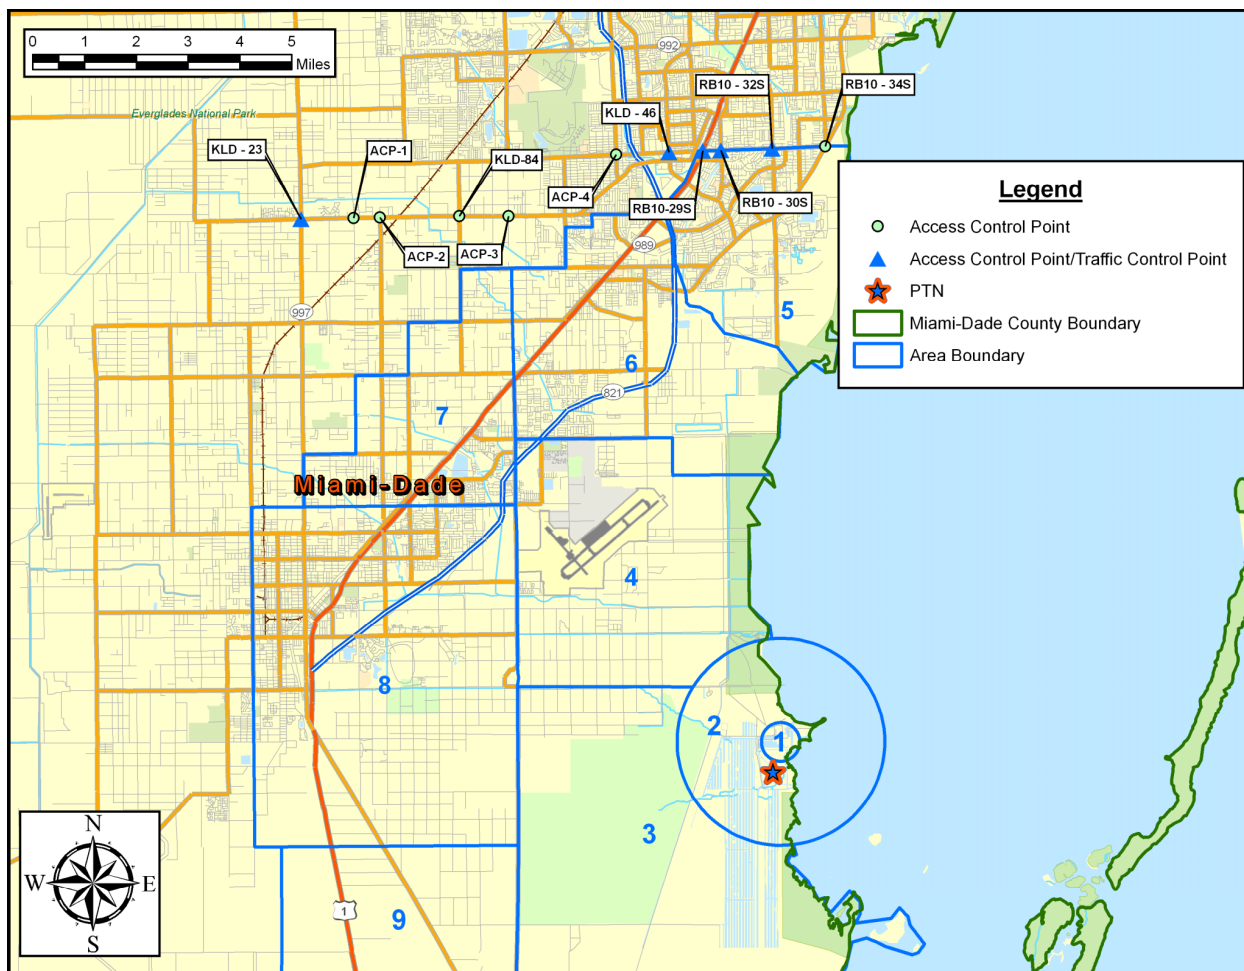 0 1 2 3 4 5
Miles
992
RB10 - 32S
RB10 - 34S
Everglades National Park
KLD - 46
KLD - 23
ACP-1
KLD-84
ACP-4
RB10-29S
RB10 - 30S
ACP-2
ACP-3
989
Legend
Access Control Point
Access Control Point/Traffic Control Point
PTN
Miami-Dade County Boundary
Area Boundary
997
5
6
821
7
Miami-Dade
4
8
2
1
3
9
1
N
W E
S